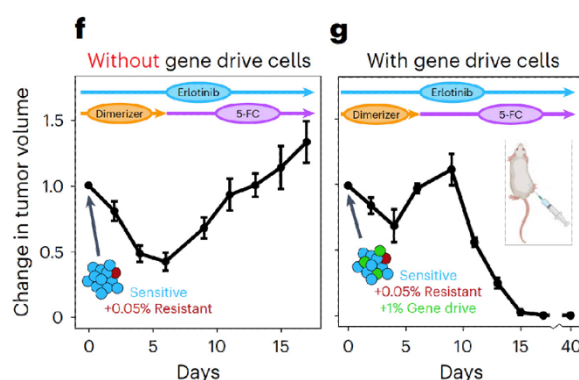 f
Without gene drive cells
Erlotinib
Dimerizer
5-FC
Change in tumor volume
1.5
1.0
0.5
0
Sensitive
+0.05% Resistant
0
5
10
15
Days
g
With gene drive cells
Erlotinib
Dimerizer
5-FC
Sensitive
+0.05% Resistant
+1% Gene drive
0
5
10
15
40
Days